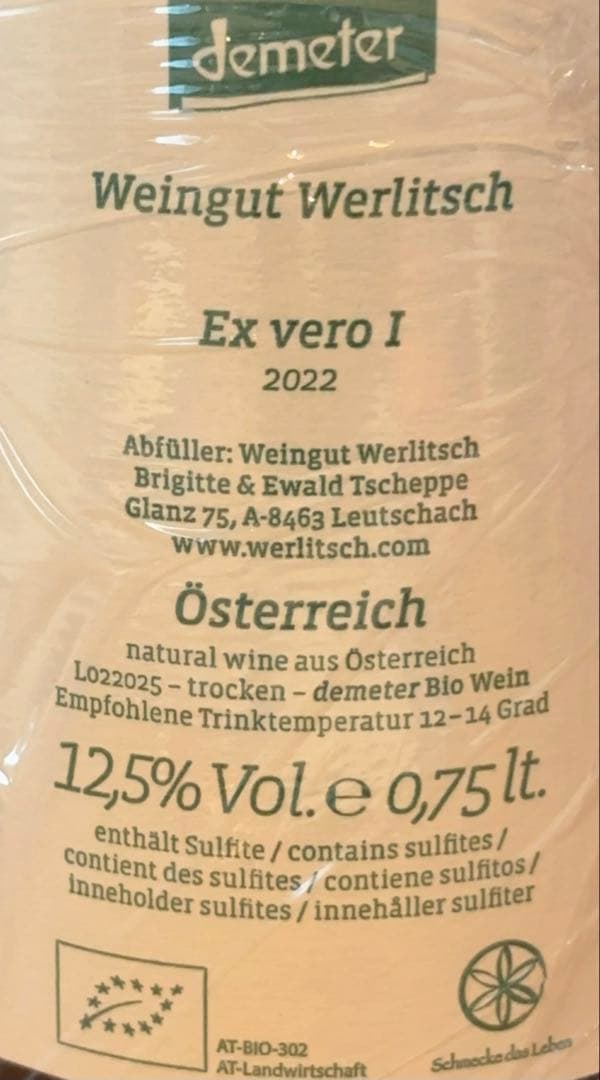 demeter
Weingut Werlitsch
Ex vero I
2022
Abfüller: Weingut Werlitsch
Brigitte & Ewald Tscheppe
Glanz 75, A-8463 Leutschach
www.werlitsch.com
Österreich
natural wine aus Österreich
L022025 – trocken – demeter Bio Wein
Empfohlene Trinktemperatur 12–14 Grad
12,5% Vol. ℮ 0,75 lt.
enthält Sulfite / contains sulfites /
contient des sulfites / contiene sulfitos /
inneholder sulfites / innehåller sulfiter
AT-BIO-302
AT-Landwirtschaft
Schmecke das Leben